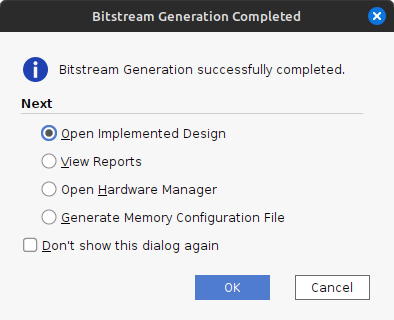 Bitstream Generation Completed
Bitstream Generation successfully completed.
Next
Open Implemented Design
View Reports
Open Hardware Manager
Generate Memory Configuration File
Don't show this dialog again
OK
Cancel